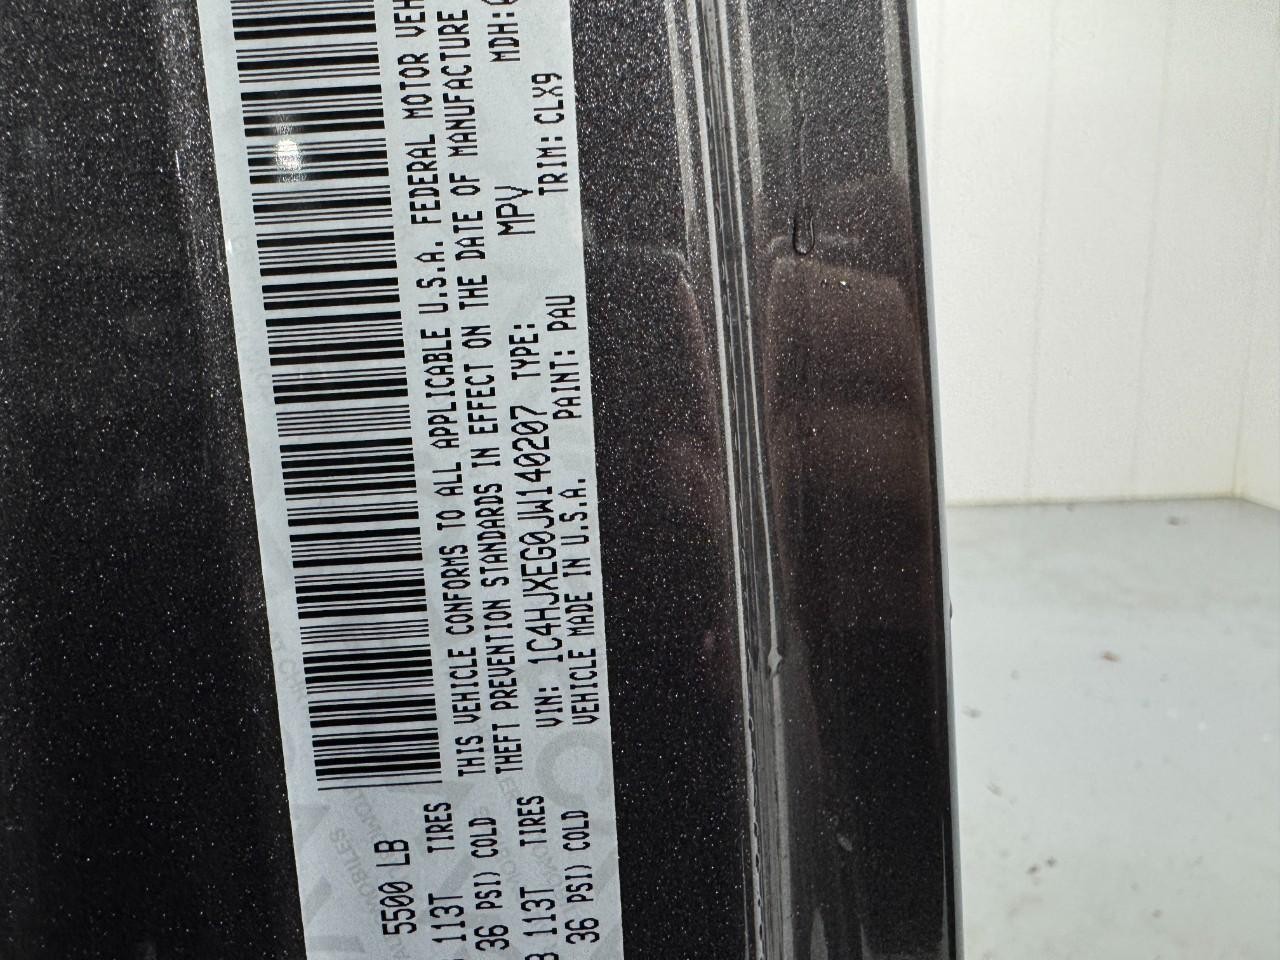 5500 LB
113T TIRES
36 PSI) COLD
113T TIRES
36 PSI) COLD
THIS VEHICLE CONFORMS TO ALL APPLICABLE U.S.A. FEDERAL MOTOR VEH
THEFT PREVENTION STANDARDS IN EFFECT ON THE DATE OF MANUFACTURE
VIN: 1C4HJXEG0JW140207 TYPE: MPV MDH:
VEHICLE MADE IN U.S.A. PAINT: PAU TRIM: CLX9